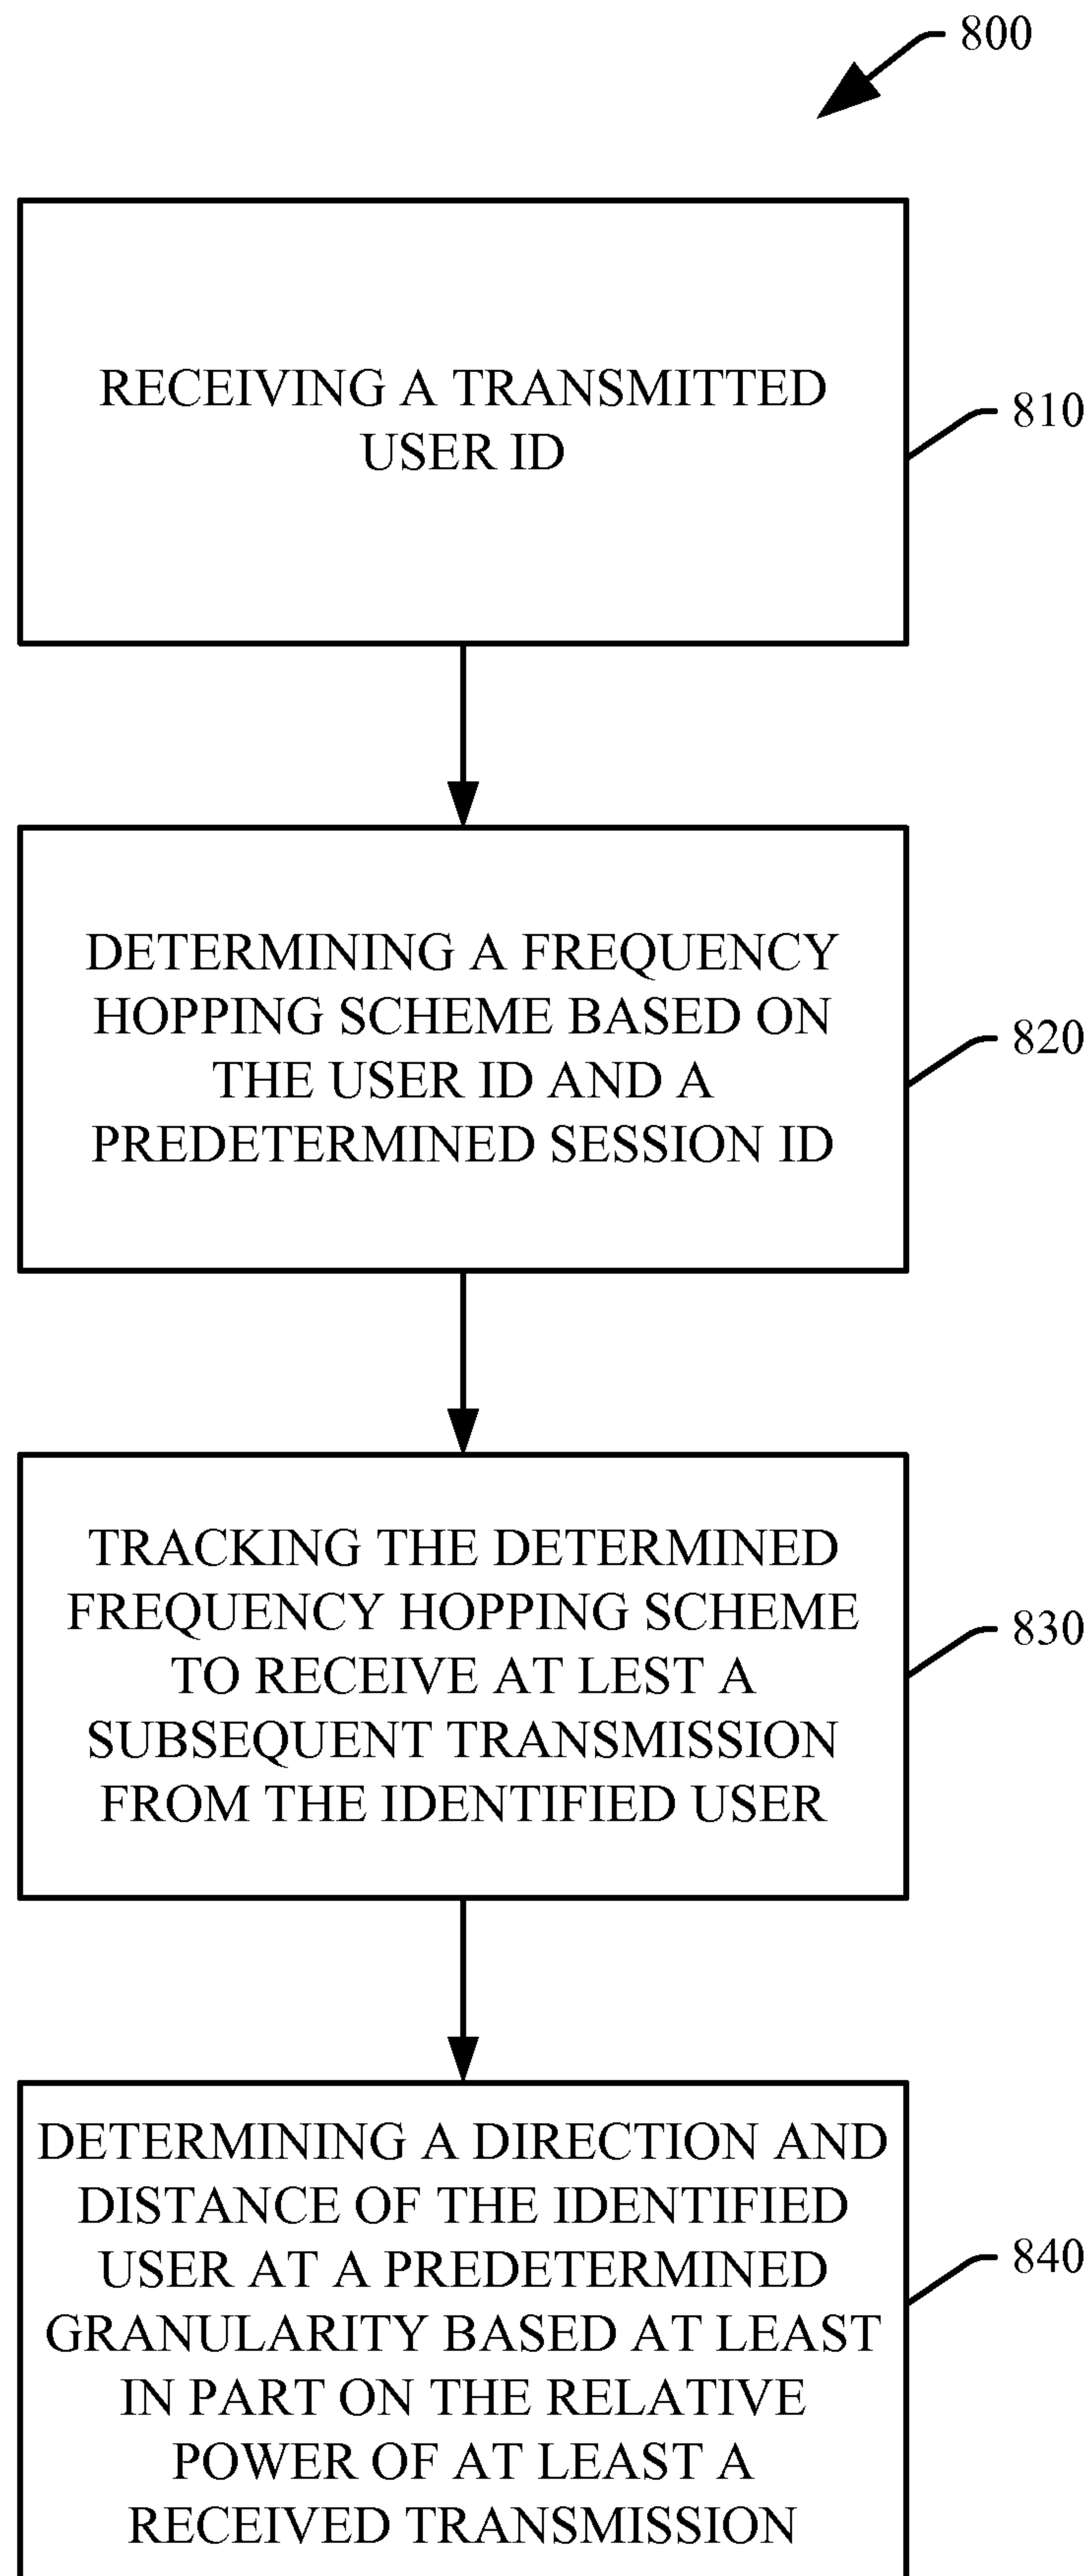 800
RECEIVING A TRANSMITTED
USER ID
810
DETERMINING A FREQUENCY
HOPPING SCHEME BASED ON
THE USER ID AND A
PREDETERMINED SESSION ID
820
TRACKING THE DETERMINED
FREQUENCY HOPPING SCHEME
TO RECEIVE AT LEST A
SUBSEQUENT TRANSMISSION
FROM THE IDENTIFIED USER
830
DETERMINING A DIRECTION AND
DISTANCE OF THE IDENTIFIED
USER AT A PREDETERMINED
GRANULARITY BASED AT LEAST
IN PART ON THE RELATIVE
POWER OF AT LEAST A
RECEIVED TRANSMISSION
840